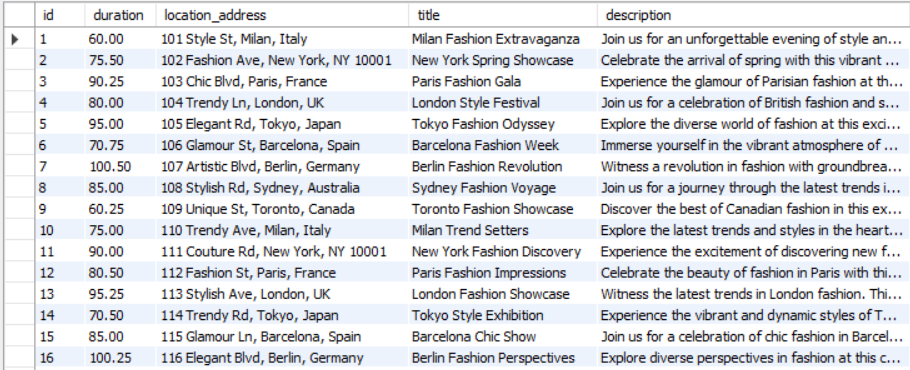 id duration location_address title description
1 60.00 101 Style St, Milan, Italy Milan Fashion Extravaganza Join us for an unforgettable evening of style an...
2 75.50 102 Fashion Ave, New York, NY 10001 New York Spring Showcase Celebrate the arrival of spring with this vibrant ...
3 90.25 103 Chic Blvd, Paris, France Paris Fashion Gala Experience the glamour of Parisian fashion at th...
4 80.00 104 Trendy Ln, London, UK London Style Festival Join us for a celebration of British fashion and s...
5 95.00 105 Elegant Rd, Tokyo, Japan Tokyo Fashion Odyssey Explore the diverse world of fashion at this exci...
6 70.75 106 Glamour St, Barcelona, Spain Barcelona Fashion Week Immerse yourself in the vibrant atmosphere of ...
7 100.50 107 Artistic Blvd, Berlin, Germany Berlin Fashion Revolution Witness a revolution in fashion with groundbrea...
8 85.00 108 Stylish Rd, Sydney, Australia Sydney Fashion Voyage Join us for a journey through the latest trends i...
9 60.25 109 Unique St, Toronto, Canada Toronto Fashion Showcase Discover the best of Canadian fashion in this ex...
10 75.00 110 Trendy Ave, Milan, Italy Milan Trend Setters Explore the latest trends and styles in the heart...
11 90.00 111 Couture Rd, New York, NY 10001 New York Fashion Discovery Experience the excitement of discovering new f...
12 80.50 112 Fashion St, Paris, France Paris Fashion Impressions Celebrate the beauty of fashion in Paris with thi...
13 95.25 113 Stylish Ave, London, UK London Fashion Showcase Witness the latest trends in London fashion. Thi...
14 70.50 114 Trendy Rd, Tokyo, Japan Tokyo Style Exhibition Experience the vibrant and dynamic styles of T...
15 85.00 115 Glamour Ln, Barcelona, Spain Barcelona Chic Show Join us for a celebration of chic fashion in Barcel...
16 100.25 116 Elegant Blvd, Berlin, Germany Berlin Fashion Perspectives Explore diverse perspectives in fashion at this c...